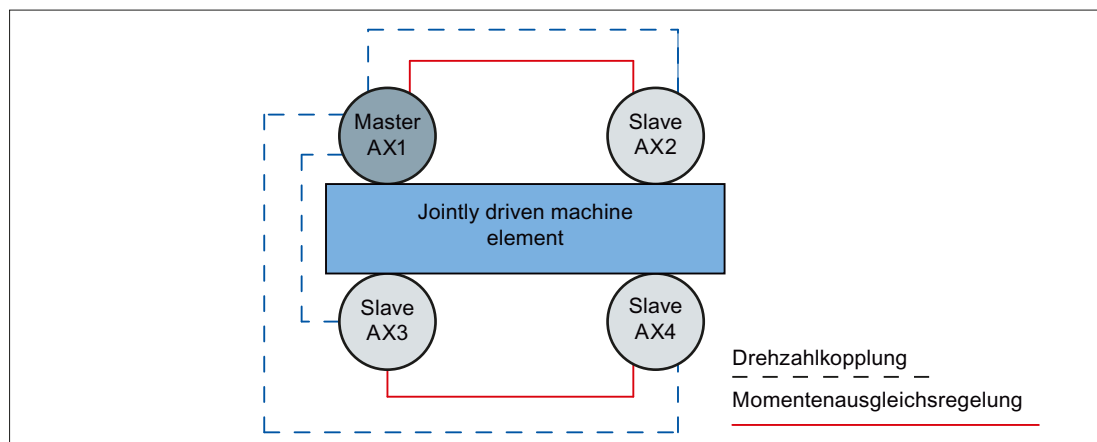 Master
AX1
Slave
AX2
Jointly driven machine
element
Slave
AX3
Slave
AX4
Drehzahlkopplung
Momentenausgleichsregelung